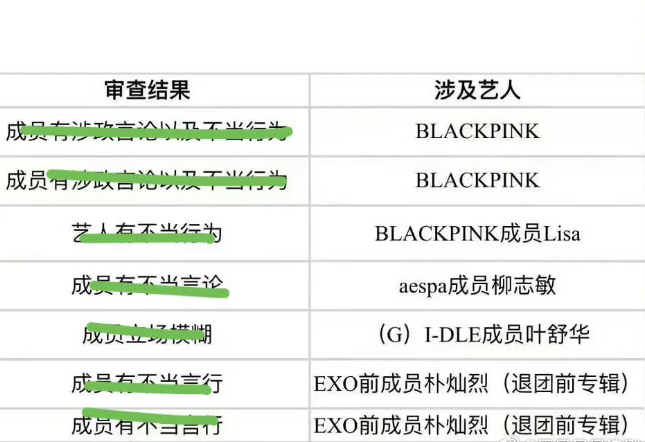 审查结果 涉及艺人
成员有涉政言论以及不当行为 BLACKPINK
成员有涉政言论以及不当行为 BLACKPINK
艺人有不当行为 BLACKPINK成员Lisa
成员有不当言论 aespa成员柳志敏
成员立场模糊 （G）I-DLE成员叶舒华
成员有不当言行 EXO前成员朴灿烈（退团前专辑）
成员有不当言行 EXO前成员朴灿烈（退团前专辑）